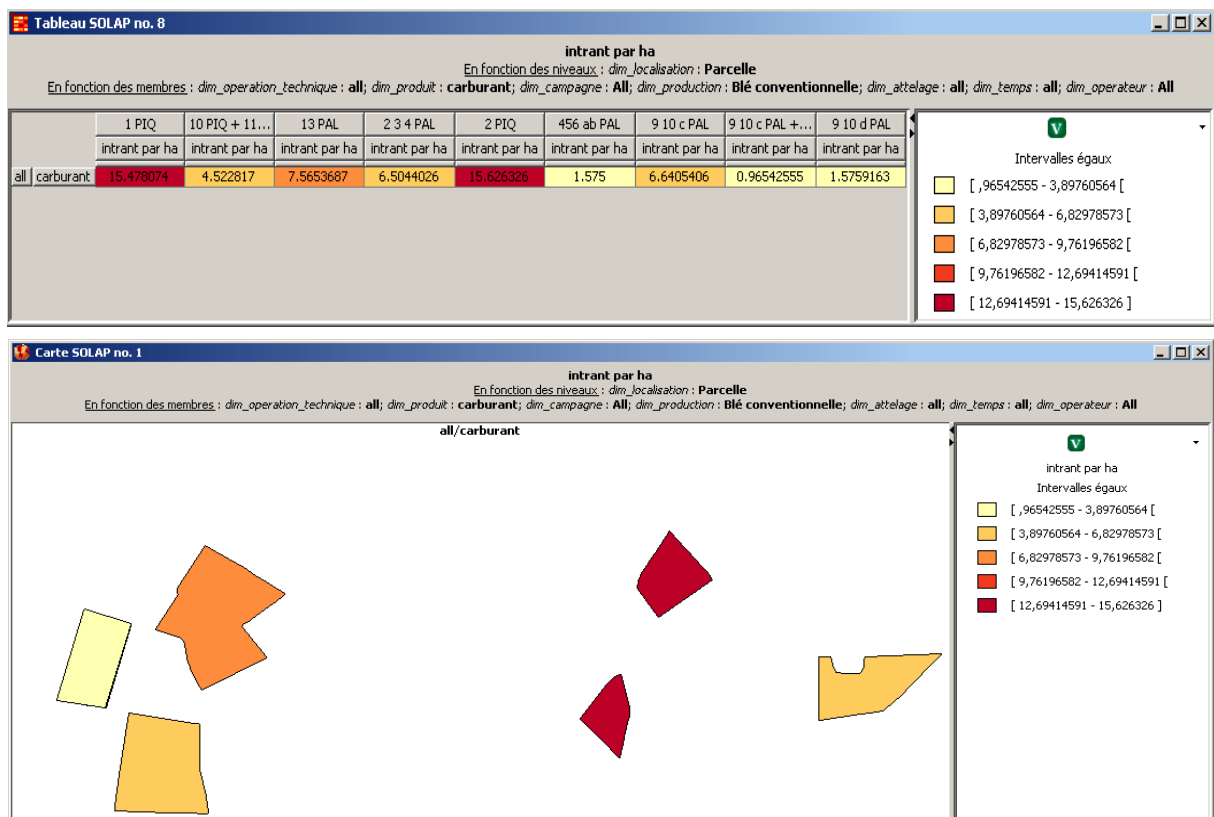 Tableau SOLAP no. 8
intrant par ha
En fonction des niveaux : dim_localisation : Parcelle
En fonction des membres : dim_operation_technique : all; dim_produit : carburant; dim_campagne : All; dim_production : Blé conventionnelle; dim_attelage : all; dim_temps : all; dim_operateur : All
1 PIQ 10 PIQ + 11... 13 PAL 2 3 4 PAL 2 PIQ 456 ab PAL 9 10 c PAL 9 10 c PAL +... 9 10 d PAL
intrant par ha intrant par ha intrant par ha intrant par ha intrant par ha intrant par ha intrant par ha intrant par ha intrant par ha
all carburant 15.478074 4.522817 7.5653687 6.5044026 15.626326 1.575 6.6405406 0.96542555 1.5759163
V
Intervalles égaux
[ ,96542555 - 3,89760564 [
[ 3,89760564 - 6,82978573 [
[ 6,82978573 - 9,76196582 [
[ 9,76196582 - 12,69414591 [
[ 12,69414591 - 15,626326 ]
Carte SOLAP no. 1
intrant par ha
En fonction des niveaux : dim_localisation : Parcelle
En fonction des membres : dim_operation_technique : all; dim_produit : carburant; dim_campagne : All; dim_production : Blé conventionnelle; dim_attelage : all; dim_temps : all; dim_operateur : All
all/carburant
V
intrant par ha
Intervalles égaux
[ ,96542555 - 3,89760564 [
[ 3,89760564 - 6,82978573 [
[ 6,82978573 - 9,76196582 [
[ 9,76196582 - 12,69414591 [
[ 12,69414591 - 15,626326 ]